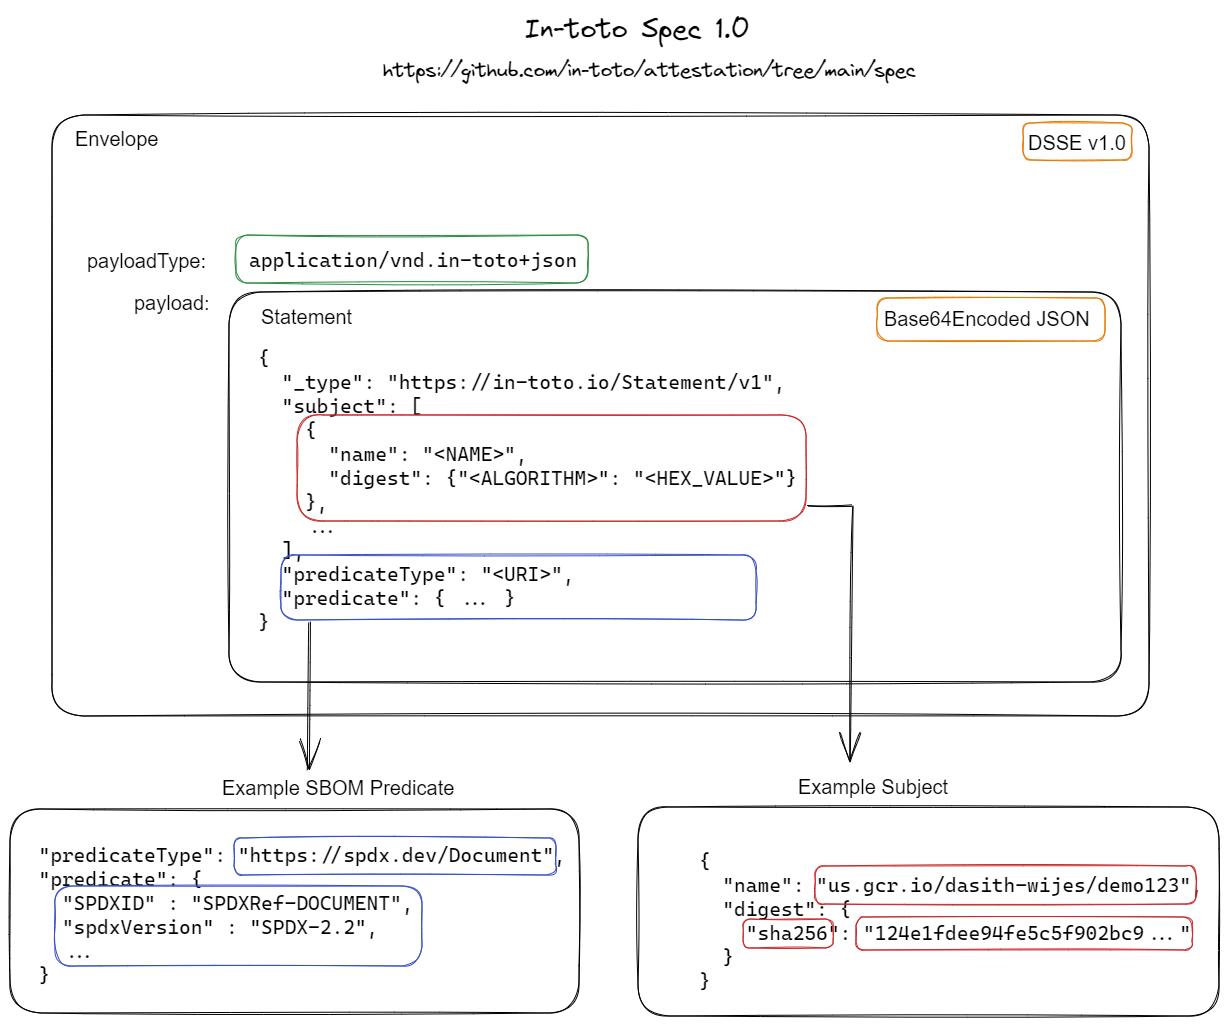 In-toto Spec 1.0
https://github.com/in-toto/attestation/tree/main/spec
Envelope
DSSE v1.0
payloadType:
application/vnd.in-toto+json
payload:
Statement
Base64Encoded JSON
{
"_type": "https://in-toto.io/Statement/v1",
"subject": [
{
"name": "<NAME>",
"digest": {"<ALGORITHM>": "<HEX_VALUE>"}
},
...
],
"predicateType": "<URI>",
"predicate": { ... }
}
Example SBOM Predicate
"predicateType": "https://spdx.dev/Document",
"predicate": {
"SPDXID" : "SPDXRef-DOCUMENT",
"spdxVersion" : "SPDX-2.2",
...
}
Example Subject
{
"name": "us.gcr.io/dasith-wijes/demo123",
"digest": {
"sha256": "124e1fdee94fe5c5f902bc9..."
}
}